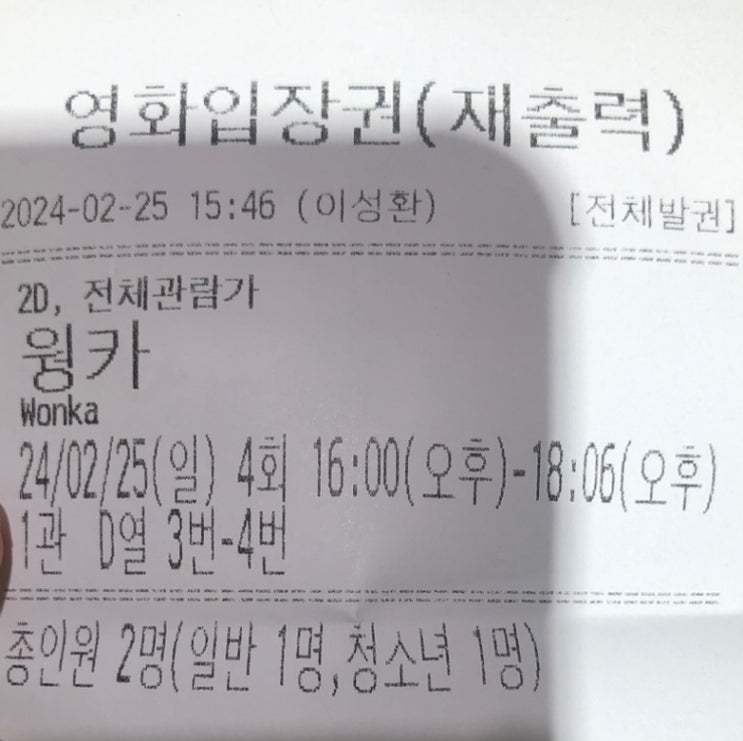 영화입장권(재출력)
2024-02-25 15:46 (이성환) [전체발권]
2D, 전체관람가
웡카
Wonka
24/02/25(일) 4회 16:00(오후)-18:06(오후)
1관 D열 3번-4번
총인원 2명(일반 1명,청소년 1명)